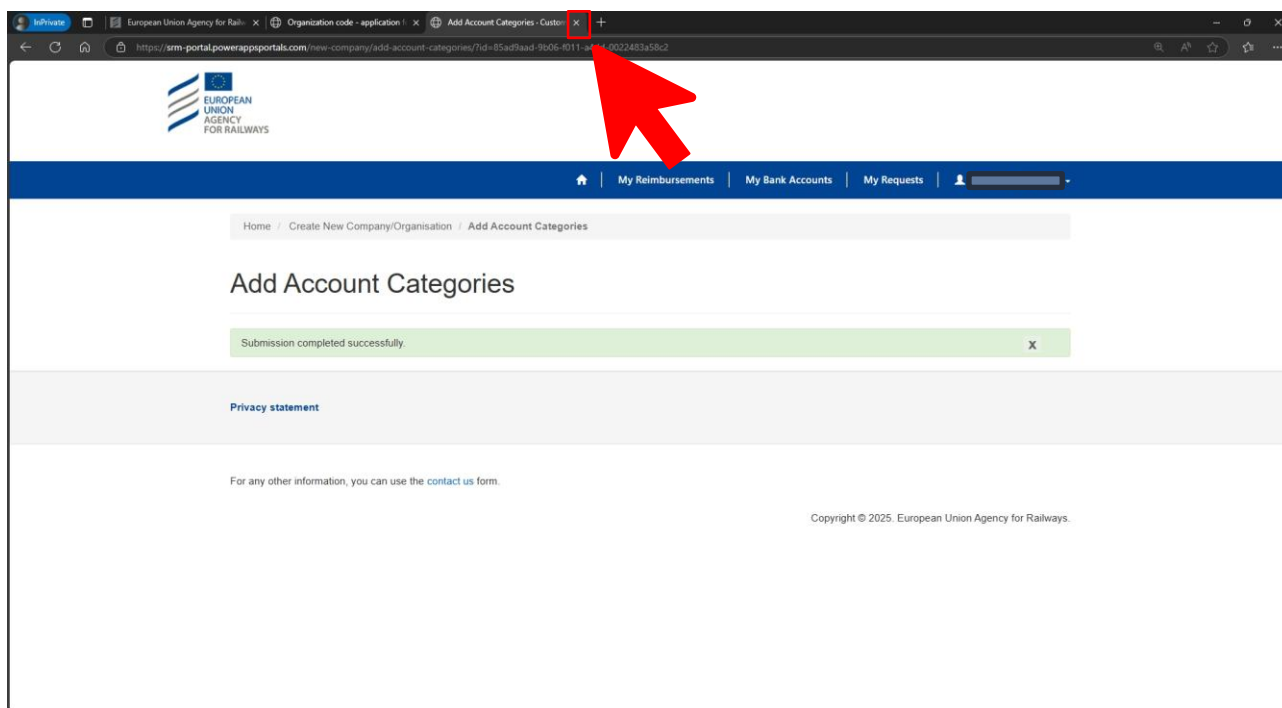 InPrivate
European Union Agency for Railw
Organization code - application f
Add Account Categories - Custom
https://srm-portal.powerappsportals.com/new-company/add-account-categories/?id=85ad9aad-9b06-f011-
0022483a58c2
EUROPEAN
UNION
AGENCY
FOR RAILWAYS
My Reimbursements
My Bank Accounts
My Requests
Home / Create New Company/Organisation / Add Account Categories
Add Account Categories
Submission completed successfully.
x
Privacy statement
For any other information, you can use the contact us form.
Copyright © 2025. European Union Agency for Railways.